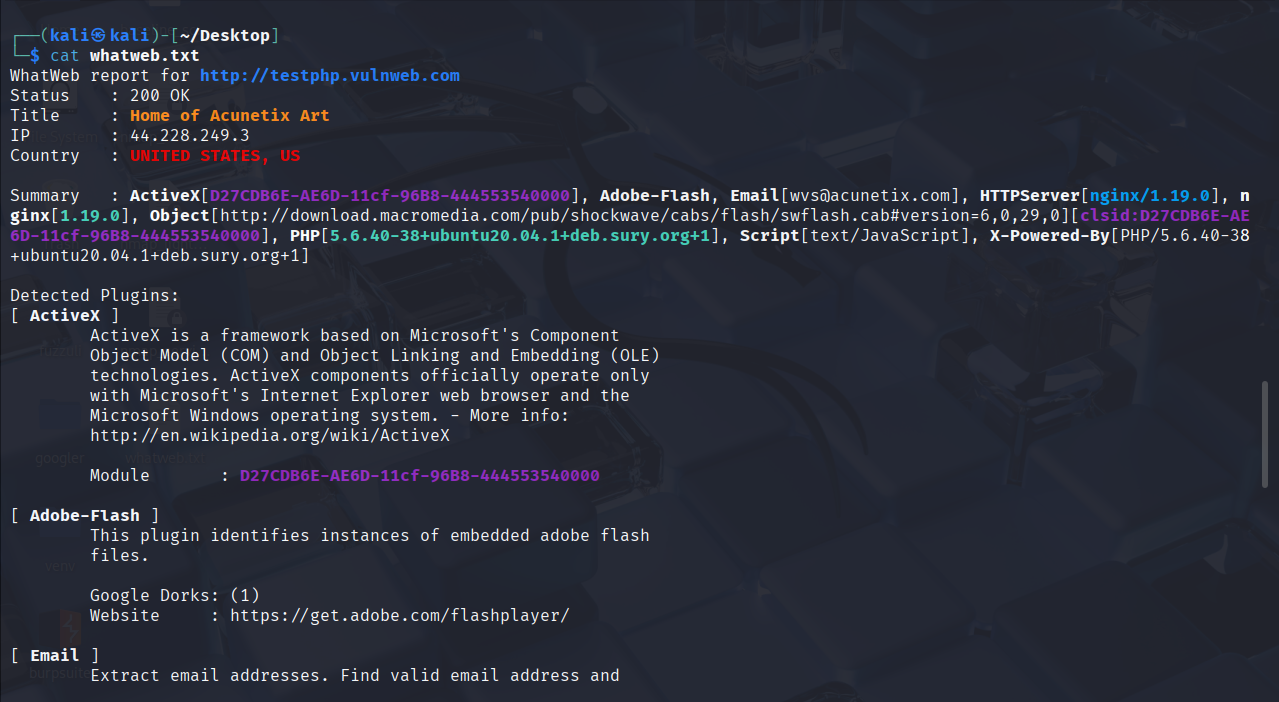 ┌──(kali㉿kali)-[~/Desktop]
└─$ cat whatweb.txt
WhatWeb report for http://testphp.vulnweb.com
Status    : 200 OK
Title     : Home of Acunetix Art
IP        : 44.228.249.3
Country   : UNITED STATES, US
Summary   : ActiveX[D27CDB6E-AE6D-11cf-96B8-444553540000], Adobe-Flash, Email[wvs@acunetix.com], HTTPServer[nginx/1.19.0], n
ginx[1.19.0], Object[http://download.macromedia.com/pub/shockwave/cabs/flash/swflash.cab#version=6,0,29,0][clsid:D27CDB6E-AE
6D-11cf-96B8-444553540000], PHP[5.6.40-38+ubuntu20.04.1+deb.sury.org+1], Script[text/JavaScript], X-Powered-By[PHP/5.6.40-38
+ubuntu20.04.1+deb.sury.org+1]
Detected Plugins:
[ ActiveX ]
ActiveX is a framework based on Microsoft's Component
Object Model (COM) and Object Linking and Embedding (OLE)
technologies. ActiveX components officially operate only
with Microsoft's Internet Explorer web browser and the
Microsoft Windows operating system. - More info:
http://en.wikipedia.org/wiki/ActiveX
Module       : D27CDB6E-AE6D-11cf-96B8-444553540000
[ Adobe-Flash ]
This plugin identifies instances of embedded adobe flash
files.
Google Dorks: (1)
Website     : https://get.adobe.com/flashplayer/
[ Email ]
Extract email addresses. Find valid email address and
googler
whatweb.txt
venv
burpsuite